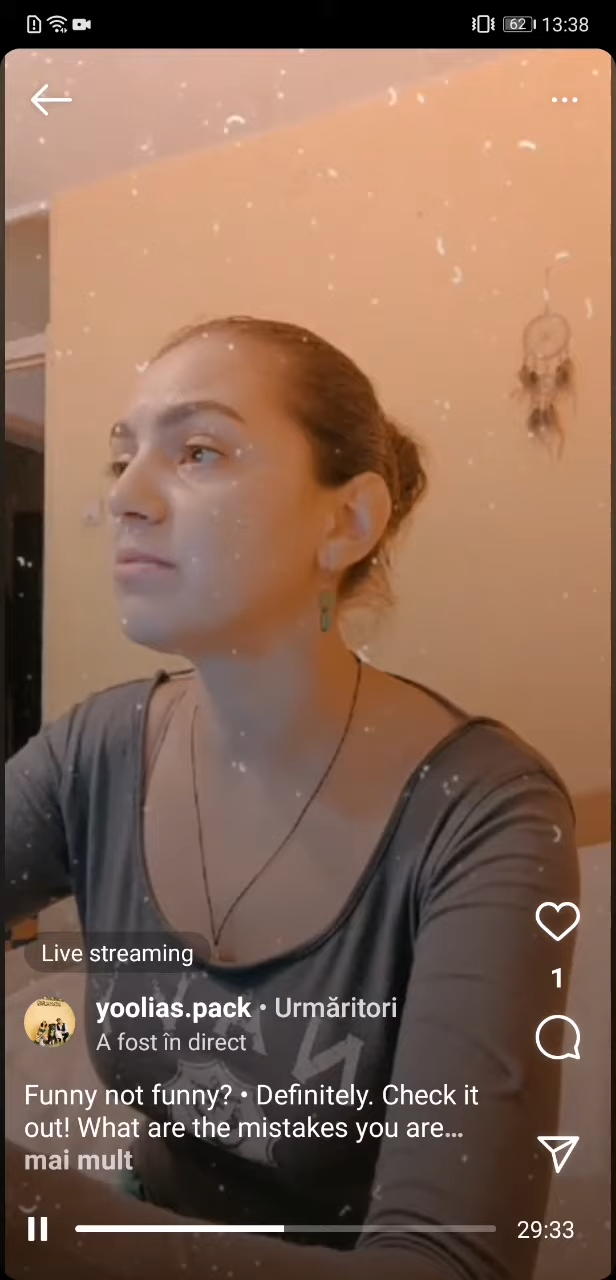 62 13:38
Live streaming
yoolias.pack • Urmăritori
A fost în direct
Funny not funny? • Definitely. Check it
out! What are the mistakes you are...
mai mult
1
29:33